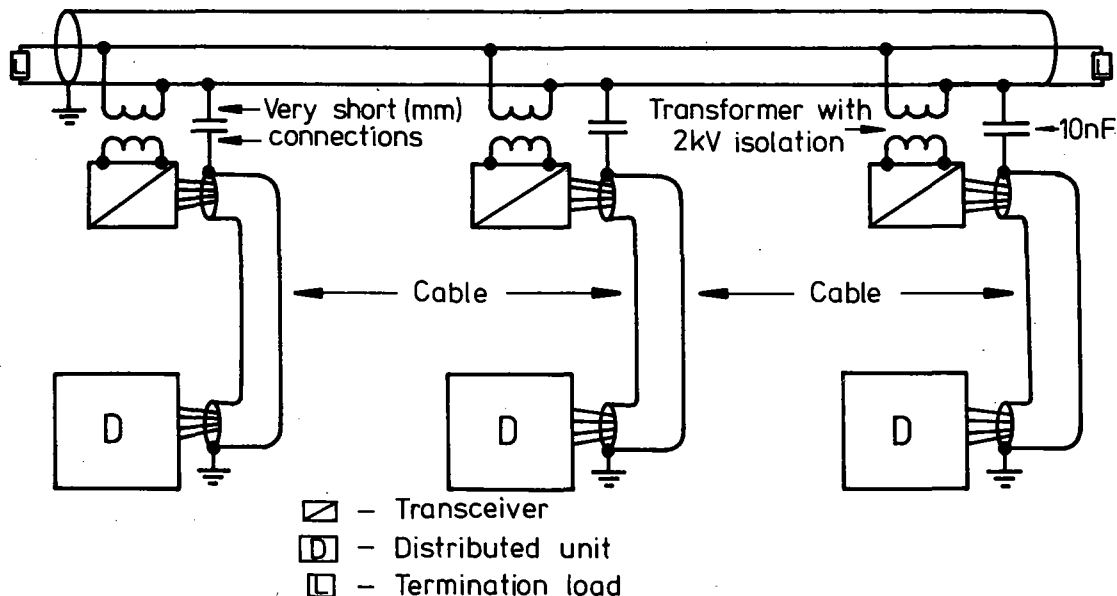 L
L
Very short (mm)
connections
Transformer with
2kV isolation
10nF
Cable
Cable
D
D
D
– Transceiver
D – Distributed unit
L – Termination load